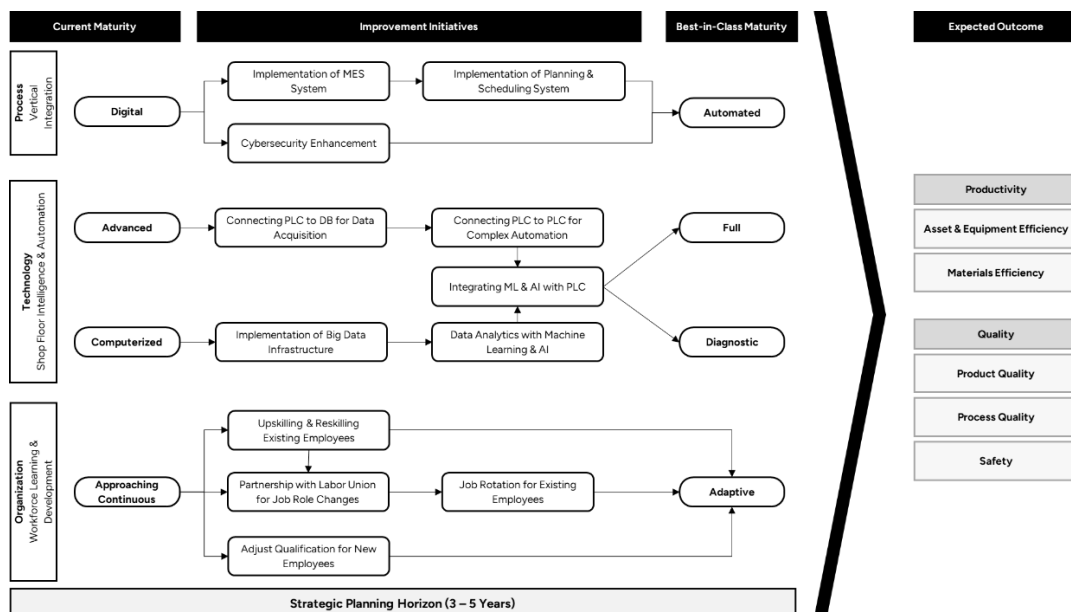 Current Maturity
Improvement Initiatives
Best-in-Class Maturity
Expected Outcome
Process
Vertical
Integration
Digital
Implementation of MES
System
Implementation of Planning &
Scheduling System
Cybersecurity Enhancement
Automated
Technology
Shop Floor Intelligence & Automation
Advanced
Connecting PLC to DB for Data
Acquisition
Connecting PLC to PLC for
Complex Automation
Full
Integrating ML & AI with PLC
Computerized
Implementation of Big Data
Infrastructure
Data Analytics with Machine
Learning & AI
Diagnostic
Organization
Workforce Learning &
Development
Approaching
Continuous
Upskilling & Reskilling
Existing Employees
Partnership with Labor Union
for Job Role Changes
Job Rotation for Existing
Employees
Adjust Qualification for New
Employees
Adaptive
Productivity
Asset & Equipment Efficiency
Materials Efficiency
Quality
Product Quality
Process Quality
Safety
Strategic Planning Horizon (3 – 5 Years)